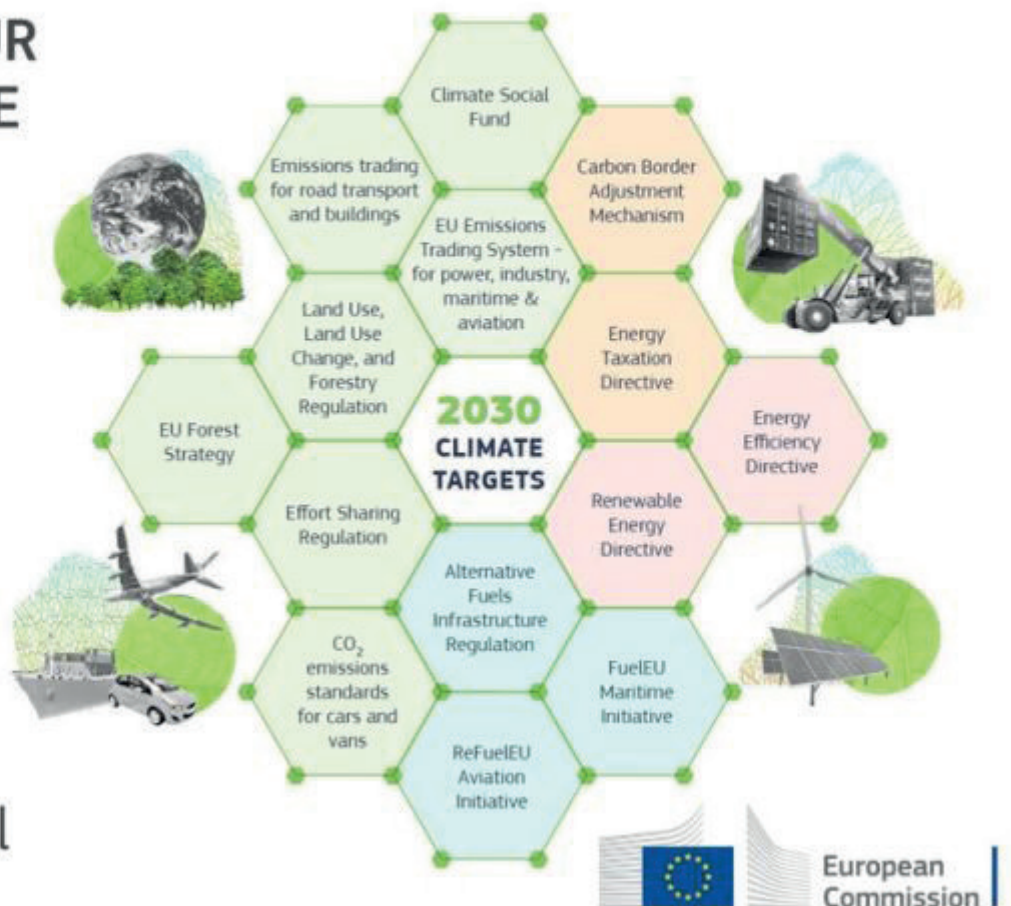 UR
E
Climate Social
Fund
Emissions trading
for road transport
and buildings
Carbon Border
Adjustment
Mechanism
EU Emissions
Trading System –
for power, industry,
maritime &
aviation
Land Use,
Land Use
Change, and
Forestry
Regulation
Energy
Taxation
Directive
EU Forest
Strategy
2030
CLIMATE
TARGETS
Energy
Efficiency
Directive
Effort Sharing
Regulation
Renewable
Energy
Directive
Alternative
Fuels
Infrastructure
Regulation
CO₂
emissions
standards
for cars and
vans
FuelEU
Maritime
Initiative
ReFuelEU
Aviation
Initiative
l
European
Commission